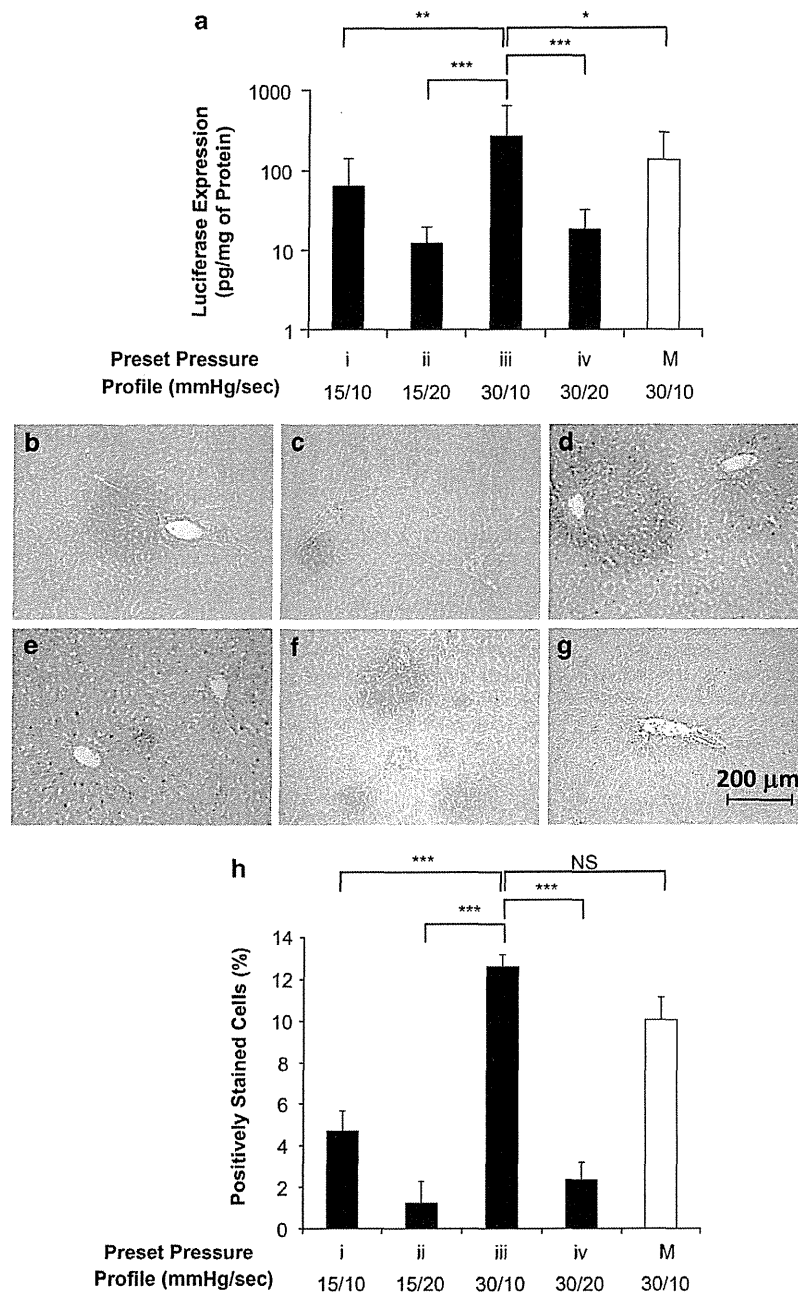 a
** *
*** ***
1000
100
10
1
Luciferase Expression
(pg/mg of Protein)
Preset Pressure i ii iii iv M
Profile (mmHg/sec) 15/10 15/20 30/10 30/20 30/10
b c d
e f g
200 μm
h
*** NS
*** ***
14
12
10
8
6
4
2
0
Positively Stained Cells (%)
Preset Pressure i ii iii iv M
Profile (mmHg/sec) 15/10 15/20 30/10 30/20 30/10